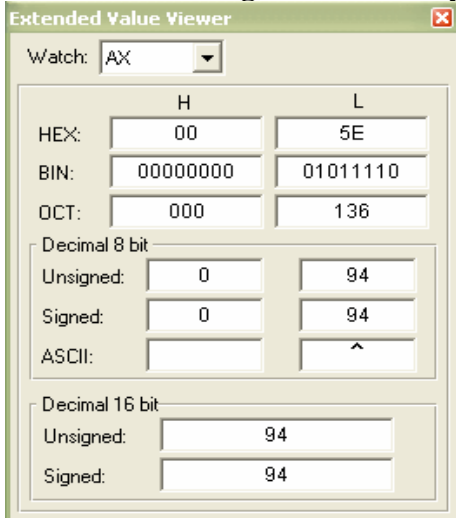 Extended Value Viewer
Watch: AX
H L
HEX: 00 5E
BIN: 00000000 01011110
OCT: 000 136
Decimal 8 bit
Unsigned: 0 94
Signed: 0 94
ASCII: ^
Decimal 16 bit
Unsigned: 94
Signed: 94